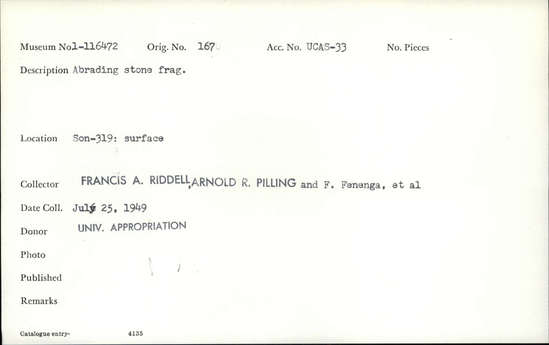 Museum No. 1-116472 Orig. No. 167 Acc. No. UCAS-33 No. Pieces
Description Abrading stone frag.
Location Son-319: surface
Collector FRANCIS A. RIDDELL, ARNOLD R. PILLING and F. Fenenga, et al
Date Coll. July 25, 1949
Donor UNIV. APPROPRIATION
Photo
Published
Remarks
Catalogue entry- 4135